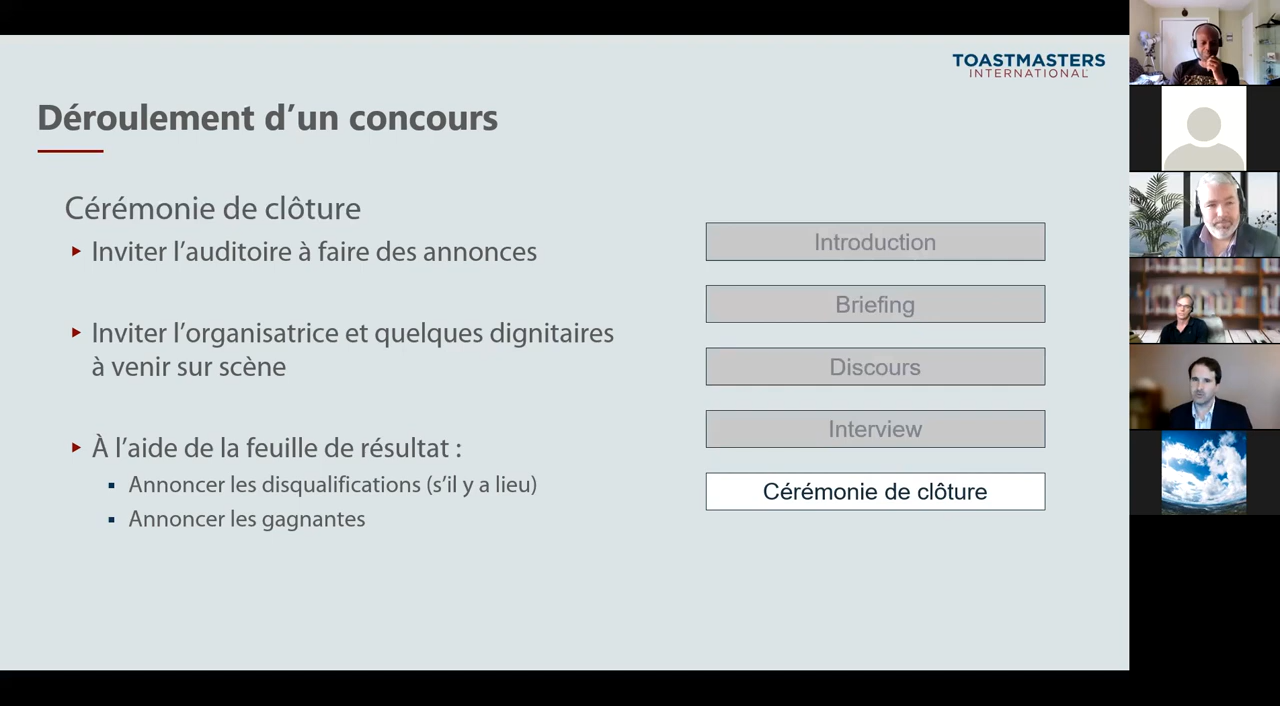 TOASTMASTERS
INTERNATIONAL
Déroulement d’un concours
Cérémonie de clôture
Inviter l’auditoire à faire des annonces
Inviter l’organisatrice et quelques dignitaires
à venir sur scène
À l’aide de la feuille de résultat :
Annoncer les disqualifications (s’il y a lieu)
Annoncer les gagnantes
Introduction
Briefing
Discours
Interview
Cérémonie de clôture